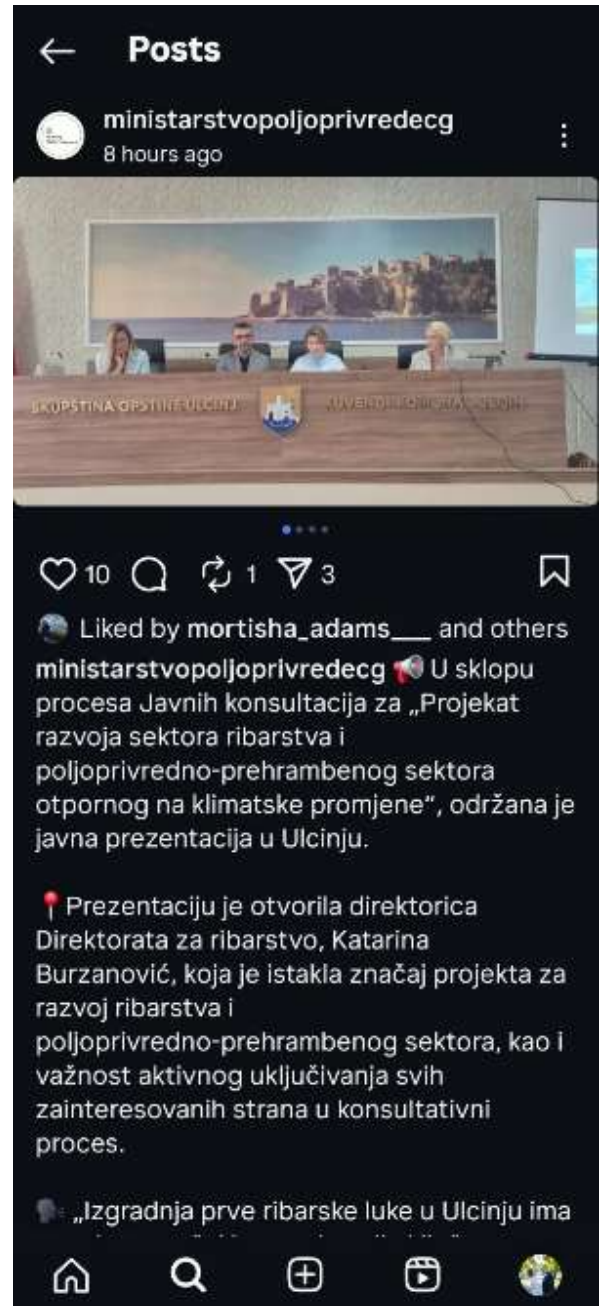 Posts
ministarstvopoljoprivredecg
8 hours ago
SKUPŠTINA OPŠTINE ULCINJ
10 1 3
Liked by mortisha_adams___ and others
ministarstvopoljoprivredecg 📢 U sklopu
procesa Javnih konsultacija za „Projekat
razvoja sektora ribarstva i
poljoprivredno-prehrambenog sektora
otpornog na klimatske promjene“, održana je
javna prezentacija u Ulcinju.
📍Prezentaciju je otvorila direktorica
Direktorata za ribarstvo, Katarina
Burzanović, koja je istakla značaj projekta za
razvoj ribarstva i
poljoprivredno-prehrambenog sektora, kao i
važnost aktivnog uključivanja svih
zainteresovanih strana u konsultativni
proces.
🗣️ „Izgradnja prve ribarske luke u Ulcinju ima